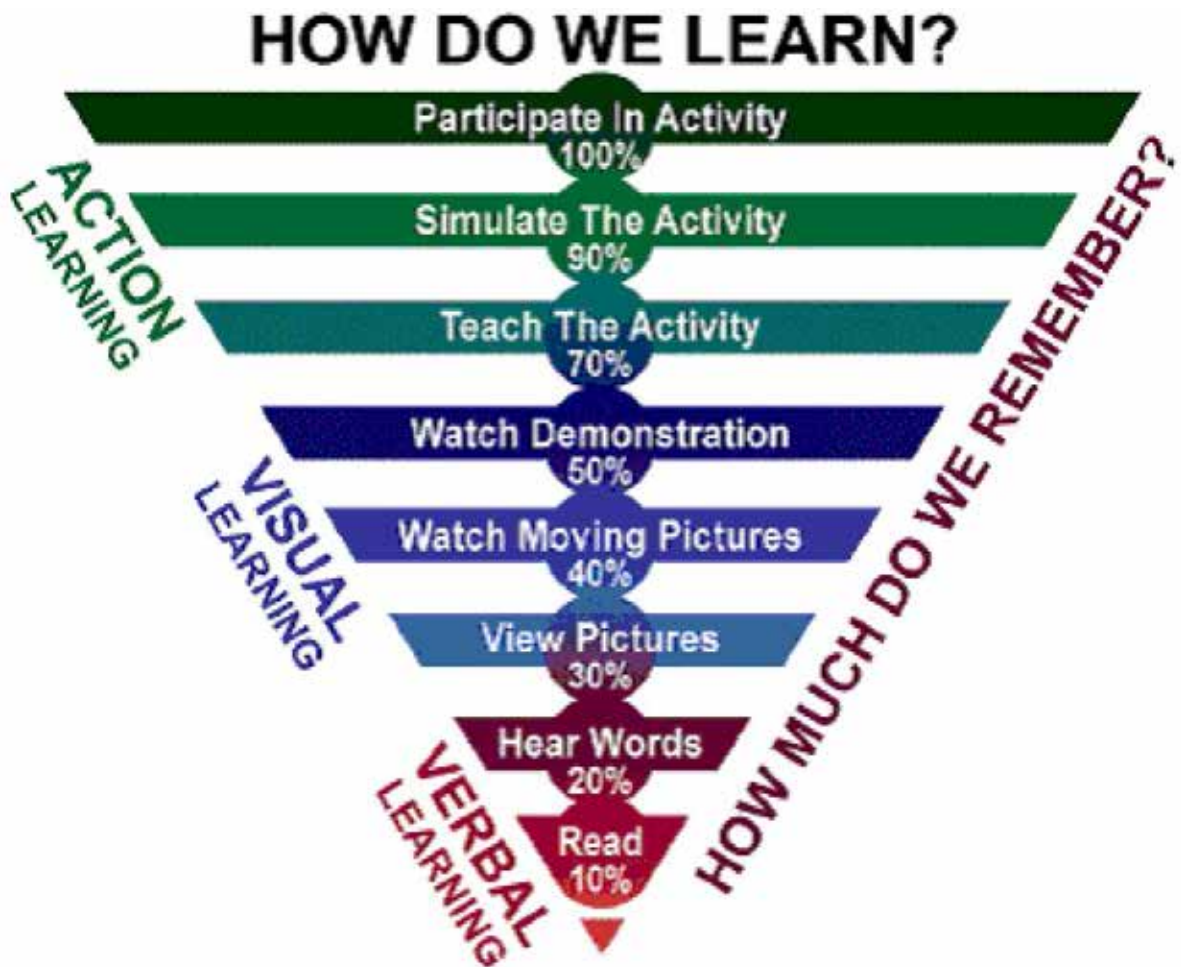 HOW DO WE LEARN?
Participate In Activity
100%
ACTION
LEARNING
Simulate The Activity
90%
Teach The Activity
70%
VISUAL
LEARNING
Watch Demonstration
50%
Watch Moving Pictures
40%
View Pictures
30%
VERBAL
LEARNING
Hear Words
20%
Read
10%
HOW MUCH DO WE REMEMBER?